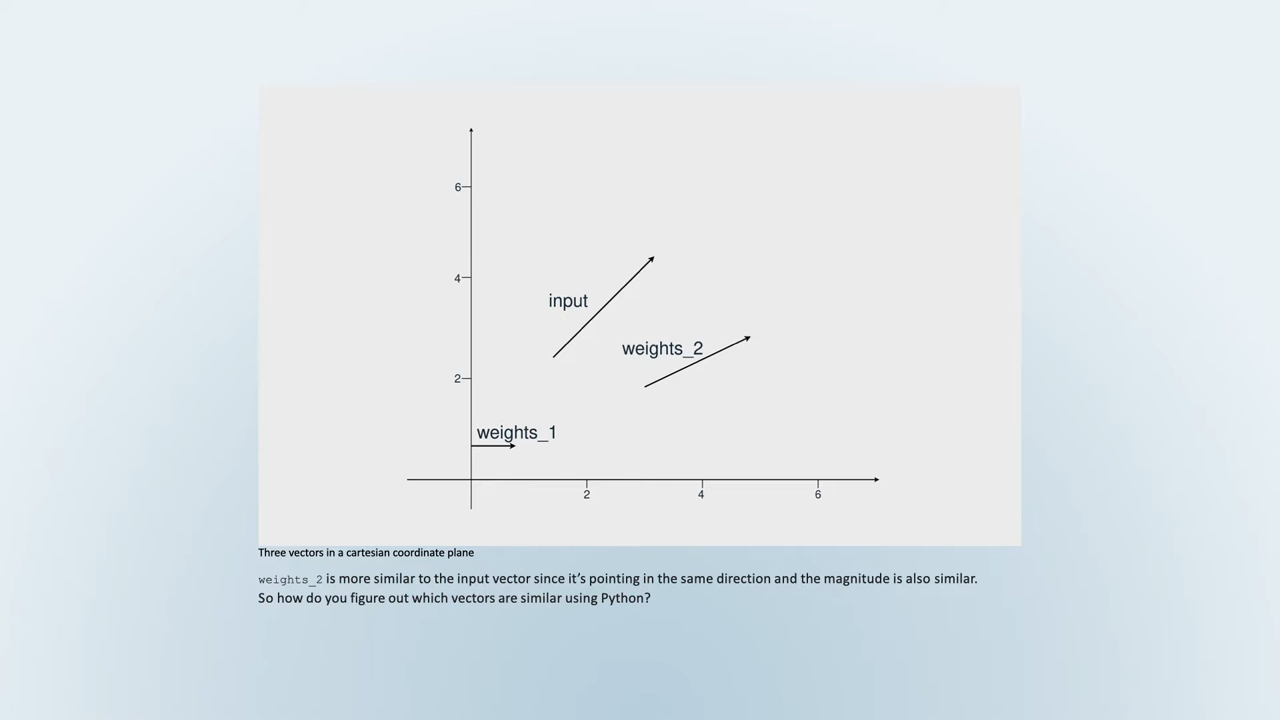 6
4
input
weights_2
2
weights_1
2
4
6
Three vectors in a cartesian coordinate plane
weights_2 is more similar to the input vector since it’s pointing in the same direction and the magnitude is also similar.
So how do you figure out which vectors are similar using Python?